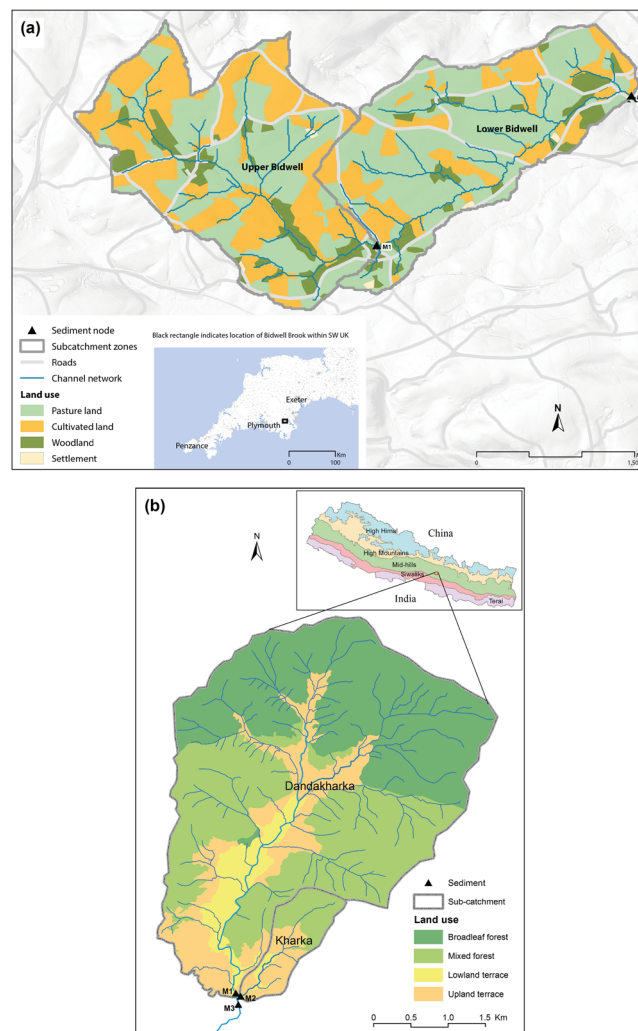 (a)
Lower Bidwell
Upper Bidwell
M1
Sediment node
Subcatchment zones
Roads
Channel network
Land use
Pasture land
Cultivated land
Woodland
Settlement
Black rectangle indicates location of Bidwell Brook within SW UK
Exeter
Plymouth
Penzance
0 100
Km
N
0
(b)
N
High Himal
China
High Mountains
Mid-hills
Siwaliks
India
Terai
Dandakharka
Kharka
M1
M2
M3
Sediment
Sub-catchment
Land use
Broadleaf forest
Mixed forest
Lowland terrace
Upland terrace
0 0.5 1 1.5 Km